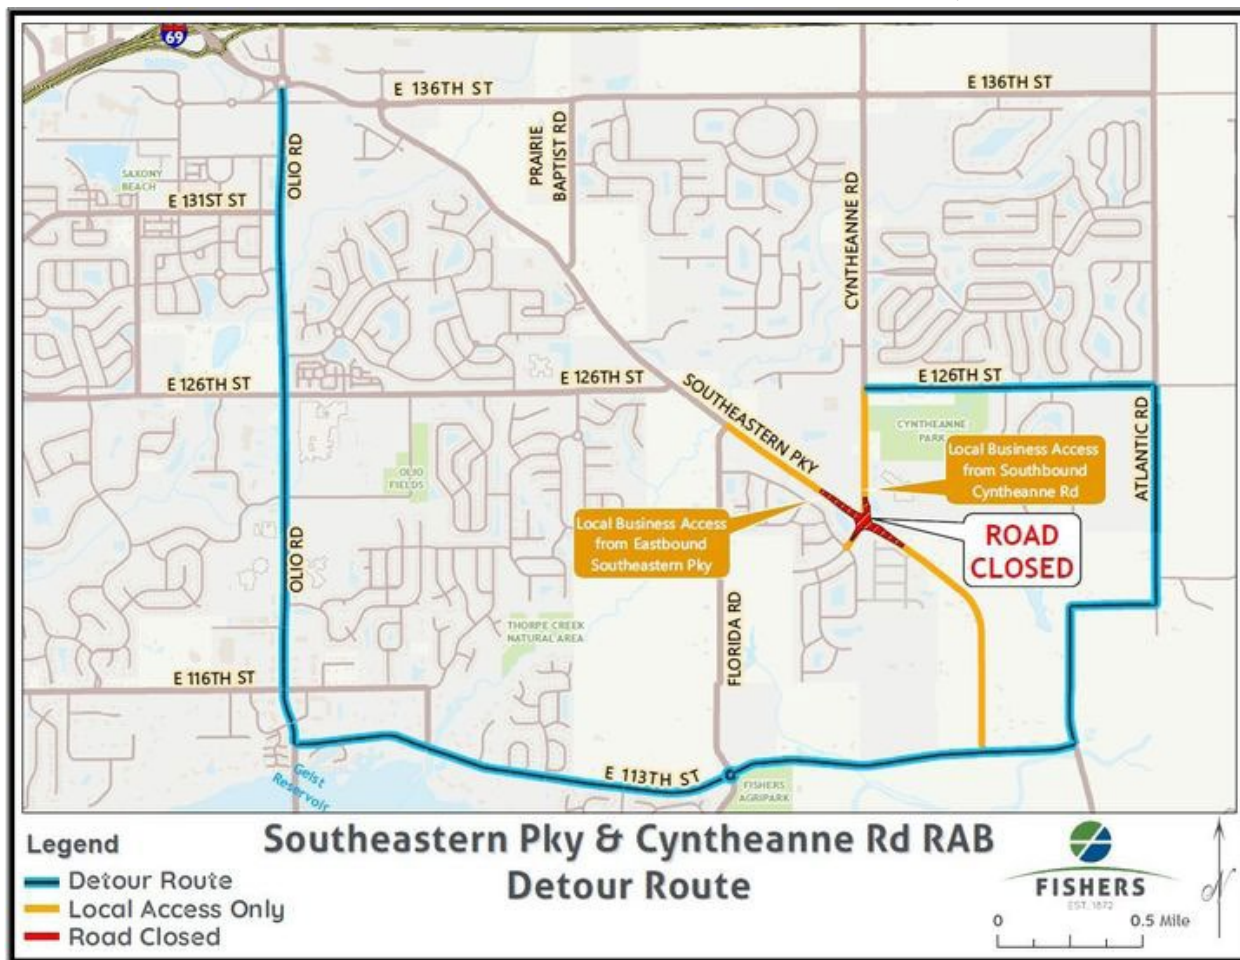 69
E 136TH ST
E 136TH ST
OLIO RD
PRAIRIE
BAPTIST RD
CYNTHEANNE RD
SAXONY
BEACH
E 131ST ST
E 126TH ST
E 126TH ST
E 126TH ST
SOUTHEASTERN PKY
CYNTHEANNE
PARK
ATLANTIC RD
Local Business Access
from Southbound
Cyntheanne Rd
OLIO
FIELDS
Local Business Access
from Eastbound
Southeastern Pky
ROAD
CLOSED
OLIO RD
THORPE CREEK
NATURAL AREA
FLORIDA RD
E 116TH ST
Geist
Reservoir
E 113TH ST
FISHERS
AGRIPARK
Legend
Detour Route
Local Access Only
Road Closed
Southeastern Pky & Cyntheanne Rd RAB
Detour Route
FISHERS
EST. 1872
0 0.5 Mile
N